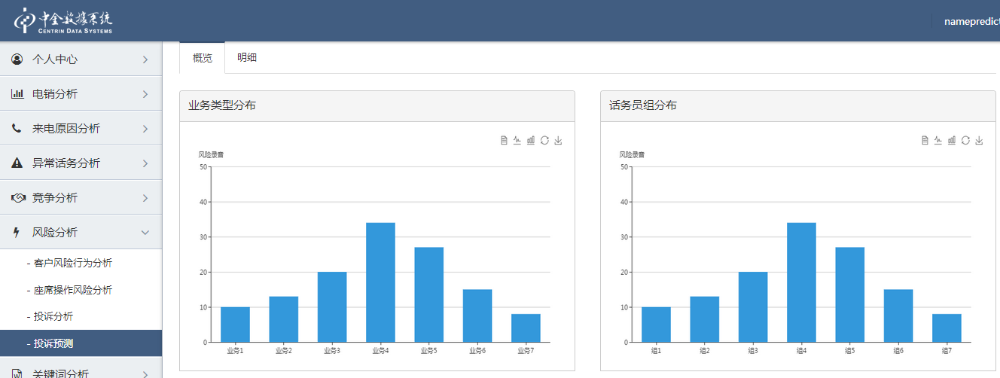 中金数据系统
CENTRIN DATA SYSTEMS
namepredict
个人中心
电销分析
来电原因分析
异常话务分析
竞争分析
风险分析
- 客户风险行为分析
- 座席操作风险分析
- 投诉分析
- 投诉预测
关键词分析
概览 明细
业务类型分布
风险录音
50
40
30
20
10
0
业务1 业务2 业务3 业务4 业务5 业务6 业务7
话务员组分布
风险录音
50
40
30
20
10
0
组1 组2 组3 组4 组5 组6 组7